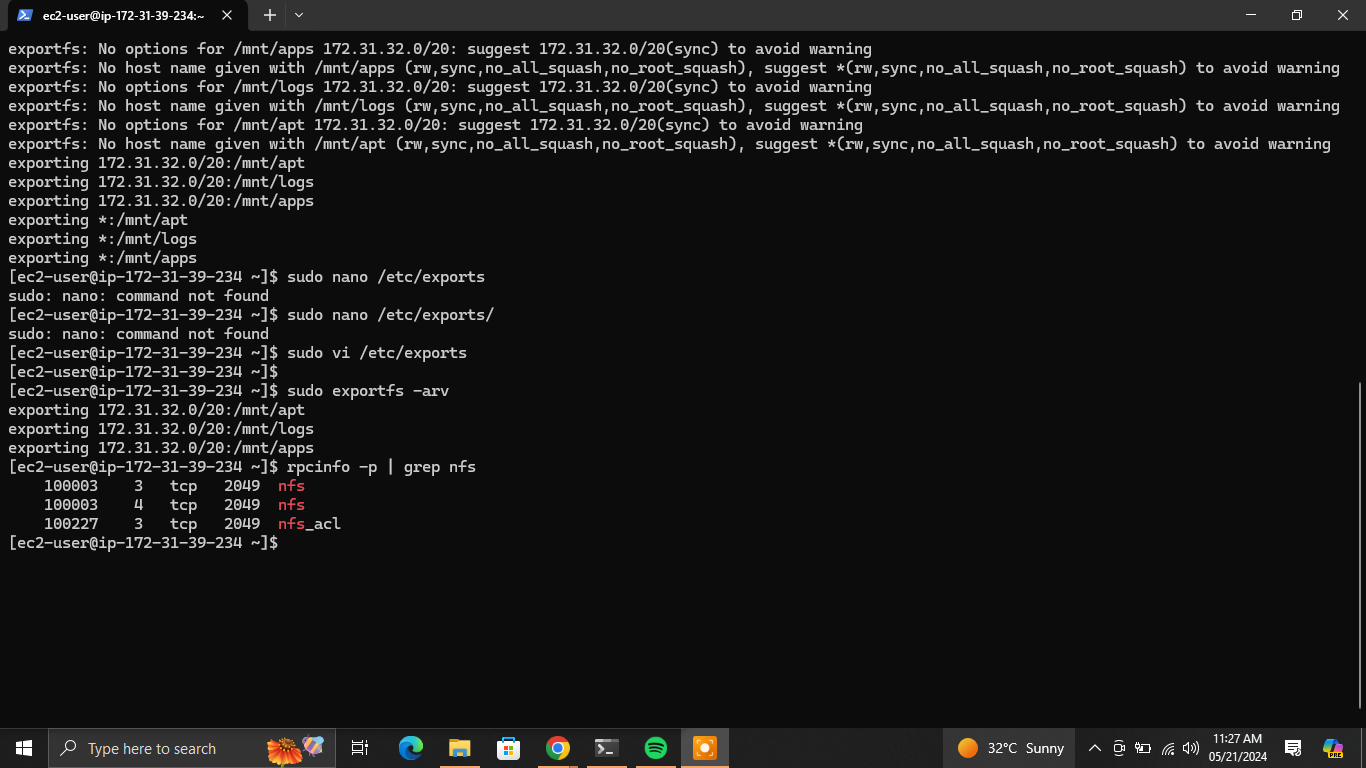 ec2-user@ip-172-31-39-234:~
exportfs: No options for /mnt/apps 172.31.32.0/20: suggest 172.31.32.0/20(sync) to avoid warning
exportfs: No host name given with /mnt/apps (rw,sync,no_all_squash,no_root_squash), suggest *(rw,sync,no_all_squash,no_root_squash) to avoid warning
exportfs: No options for /mnt/logs 172.31.32.0/20: suggest 172.31.32.0/20(sync) to avoid warning
exportfs: No host name given with /mnt/logs (rw,sync,no_all_squash,no_root_squash), suggest *(rw,sync,no_all_squash,no_root_squash) to avoid warning
exportfs: No options for /mnt/apt 172.31.32.0/20: suggest 172.31.32.0/20(sync) to avoid warning
exportfs: No host name given with /mnt/apt (rw,sync,no_all_squash,no_root_squash), suggest *(rw,sync,no_all_squash,no_root_squash) to avoid warning
exporting 172.31.32.0/20:/mnt/apt
exporting 172.31.32.0/20:/mnt/logs
exporting 172.31.32.0/20:/mnt/apps
exporting *:/mnt/apt
exporting *:/mnt/logs
exporting *:/mnt/apps
[ec2-user@ip-172-31-39-234 ~]$ sudo nano /etc/exports
sudo: nano: command not found
[ec2-user@ip-172-31-39-234 ~]$ sudo nano /etc/exports/
sudo: nano: command not found
[ec2-user@ip-172-31-39-234 ~]$ sudo vi /etc/exports
[ec2-user@ip-172-31-39-234 ~]$
[ec2-user@ip-172-31-39-234 ~]$ sudo exportfs -arv
exporting 172.31.32.0/20:/mnt/apt
exporting 172.31.32.0/20:/mnt/logs
exporting 172.31.32.0/20:/mnt/apps
[ec2-user@ip-172-31-39-234 ~]$ rpcinfo -p | grep nfs
    100003    3   tcp   2049  nfs
    100003    4   tcp   2049  nfs
    100227    3   tcp   2049  nfs_acl
[ec2-user@ip-172-31-39-234 ~]$
Type here to search
32°C Sunny
11:27 AM
05/21/2024
PRE